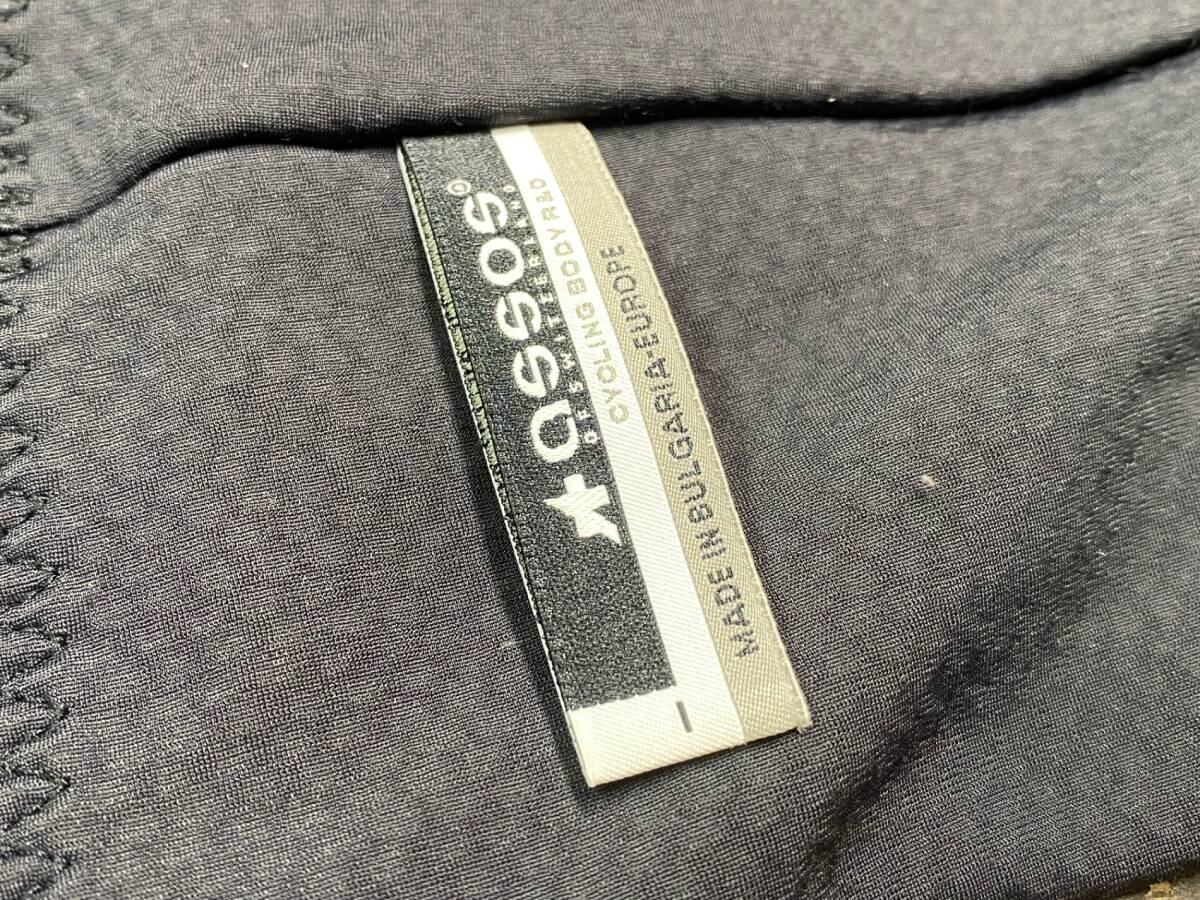 assos®
OF SWITZERLAND
CYCLING BODY R&D
MADE IN BULGARIA-EUROPE
I